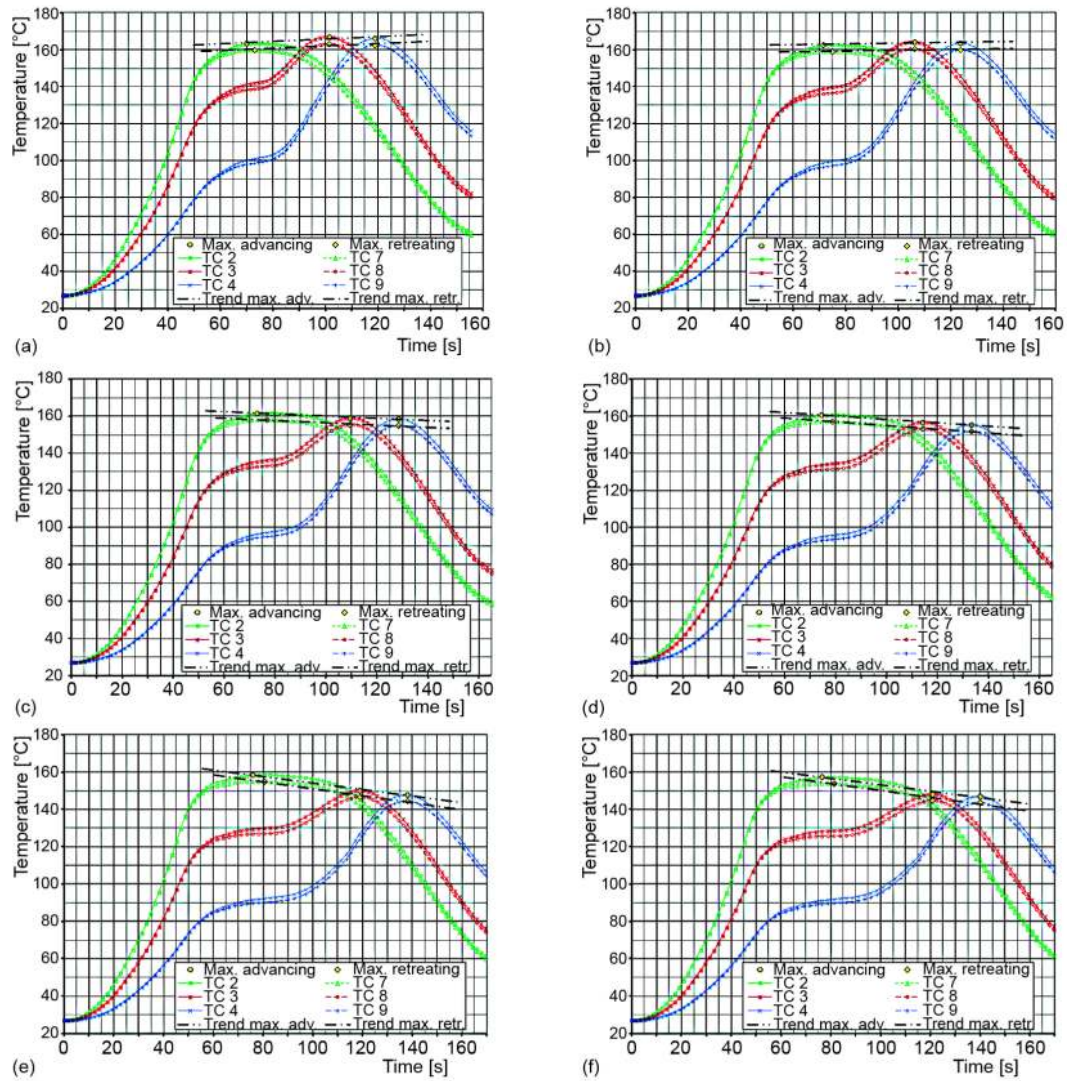 Temperature [°C]
180
160
140
120
100
80
60
40
20
Max. advancing Max. retreating
TC 2 TC 7
TC 3 TC 8
TC 4 TC 9
Trend max. adv. Trend max. retr.
0 20 40 60 80 100 120 140 160
Time [s]
(a)
Temperature [°C]
180
160
140
120
100
80
60
40
20
Max. advancing Max. retreating
TC 2 TC 7
TC 3 TC 8
TC 4 TC 9
Trend max. adv. Trend max. retr.
0 20 40 60 80 100 120 140 160
Time [s]
(b)
Temperature [°C]
180
160
140
120
100
80
60
40
20
Max. advancing Max. retreating
TC 2 TC 7
TC 3 TC 8
TC 4 TC 9
Trend max. adv. Trend max. retr.
0 20 40 60 80 100 120 140 160
Time [s]
(c)
Temperature [°C]
180
160
140
120
100
80
60
40
20
Max. advancing Max. retreating
TC 2 TC 7
TC 3 TC 8
TC 4 TC 9
Trend max. adv. Trend max. retr.
0 20 40 60 80 100 120 140 160
Time [s]
(d)
Temperature [°C]
180
160
140
120
100
80
60
40
20
Max. advancing Max. retreating
TC 2 TC 7
TC 3 TC 8
TC 4 TC 9
Trend max. adv. Trend max. retr.
0 20 40 60 80 100 120 140 160
Time [s]
(e)
Temperature [°C]
180
160
140
120
100
80
60
40
20
Max. advancing Max. retreating
TC 2 TC 7
TC 3 TC 8
TC 4 TC 9
Trend max. adv. Trend max. retr.
0 20 40 60 80 100 120 140 160
Time [s]
(f)